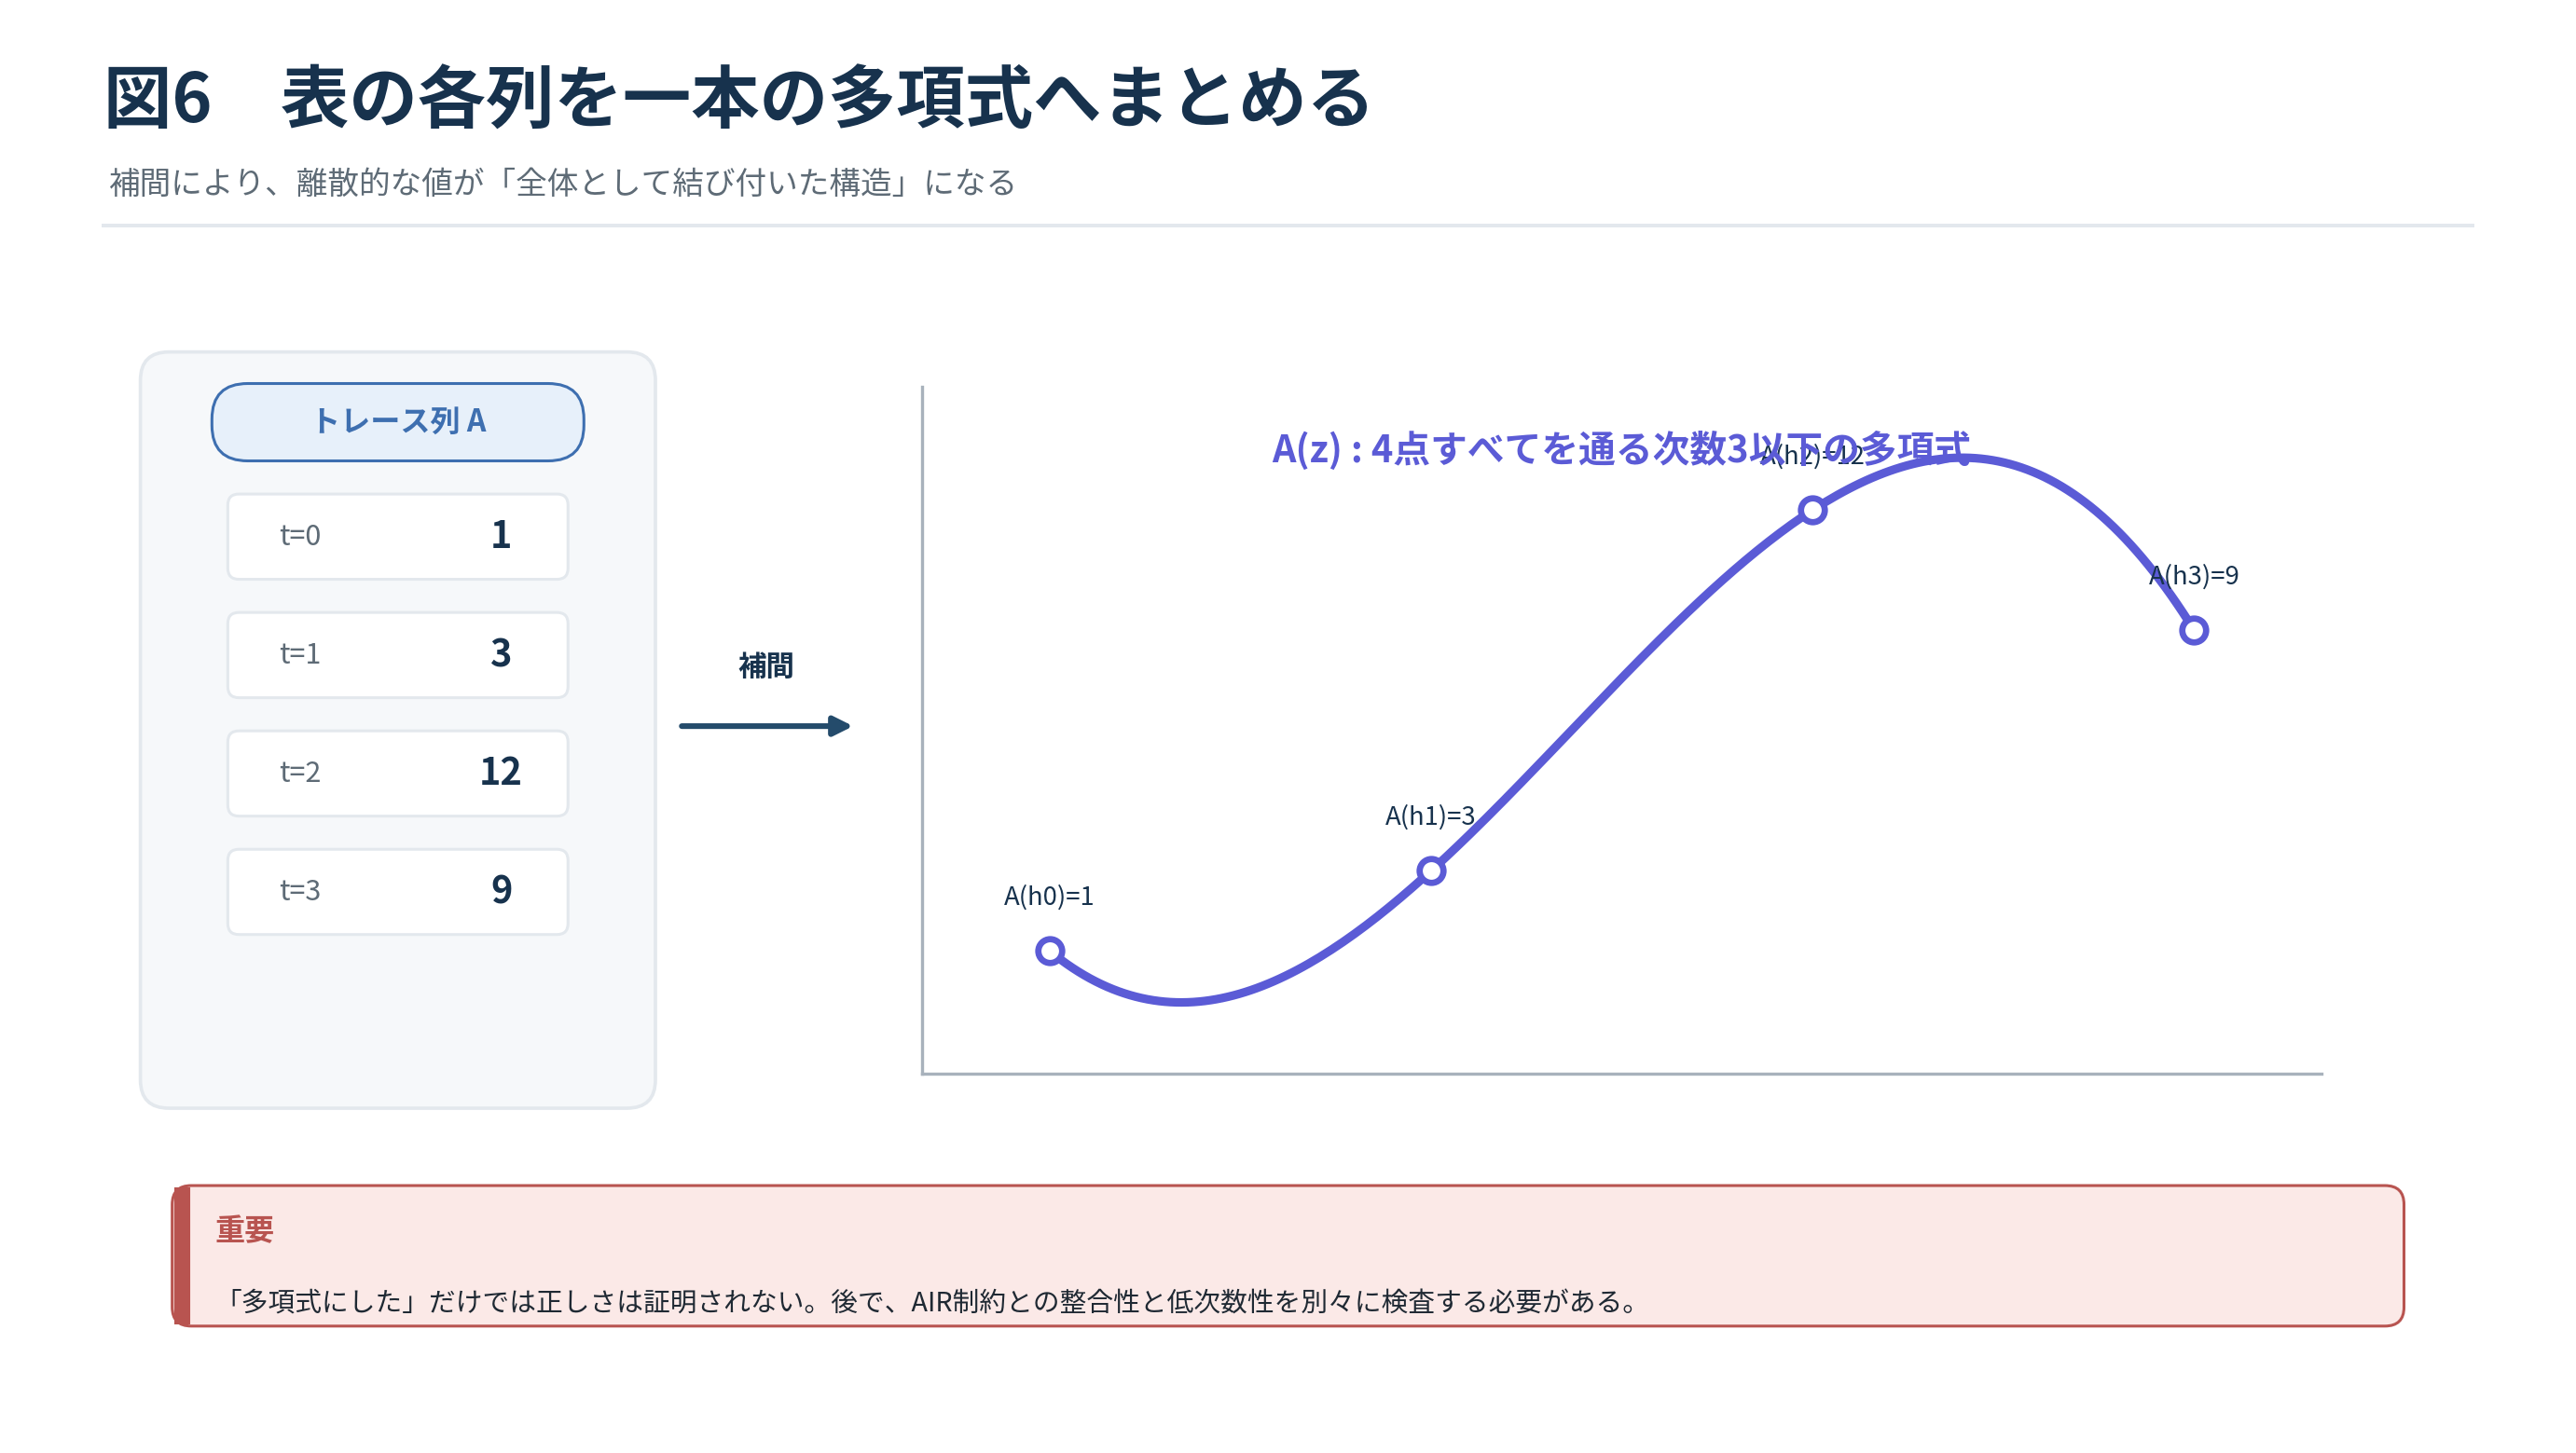 図6　表の各列を一本の多項式へまとめる
補間により、離散的な値が「全体として結び付いた構造」になる
トレース列 A
t=0 1
t=1 3
t=2 12
t=3 9
補間
A(z) : 4点すべてを通る次数3以下の多項式
A(h2)=12
A(h3)=9
A(h1)=3
A(h0)=1
重要
「多項式にした」だけでは正しさは証明されない。後で、AIR制約との整合性と低次数性を別々に検査する必要がある。